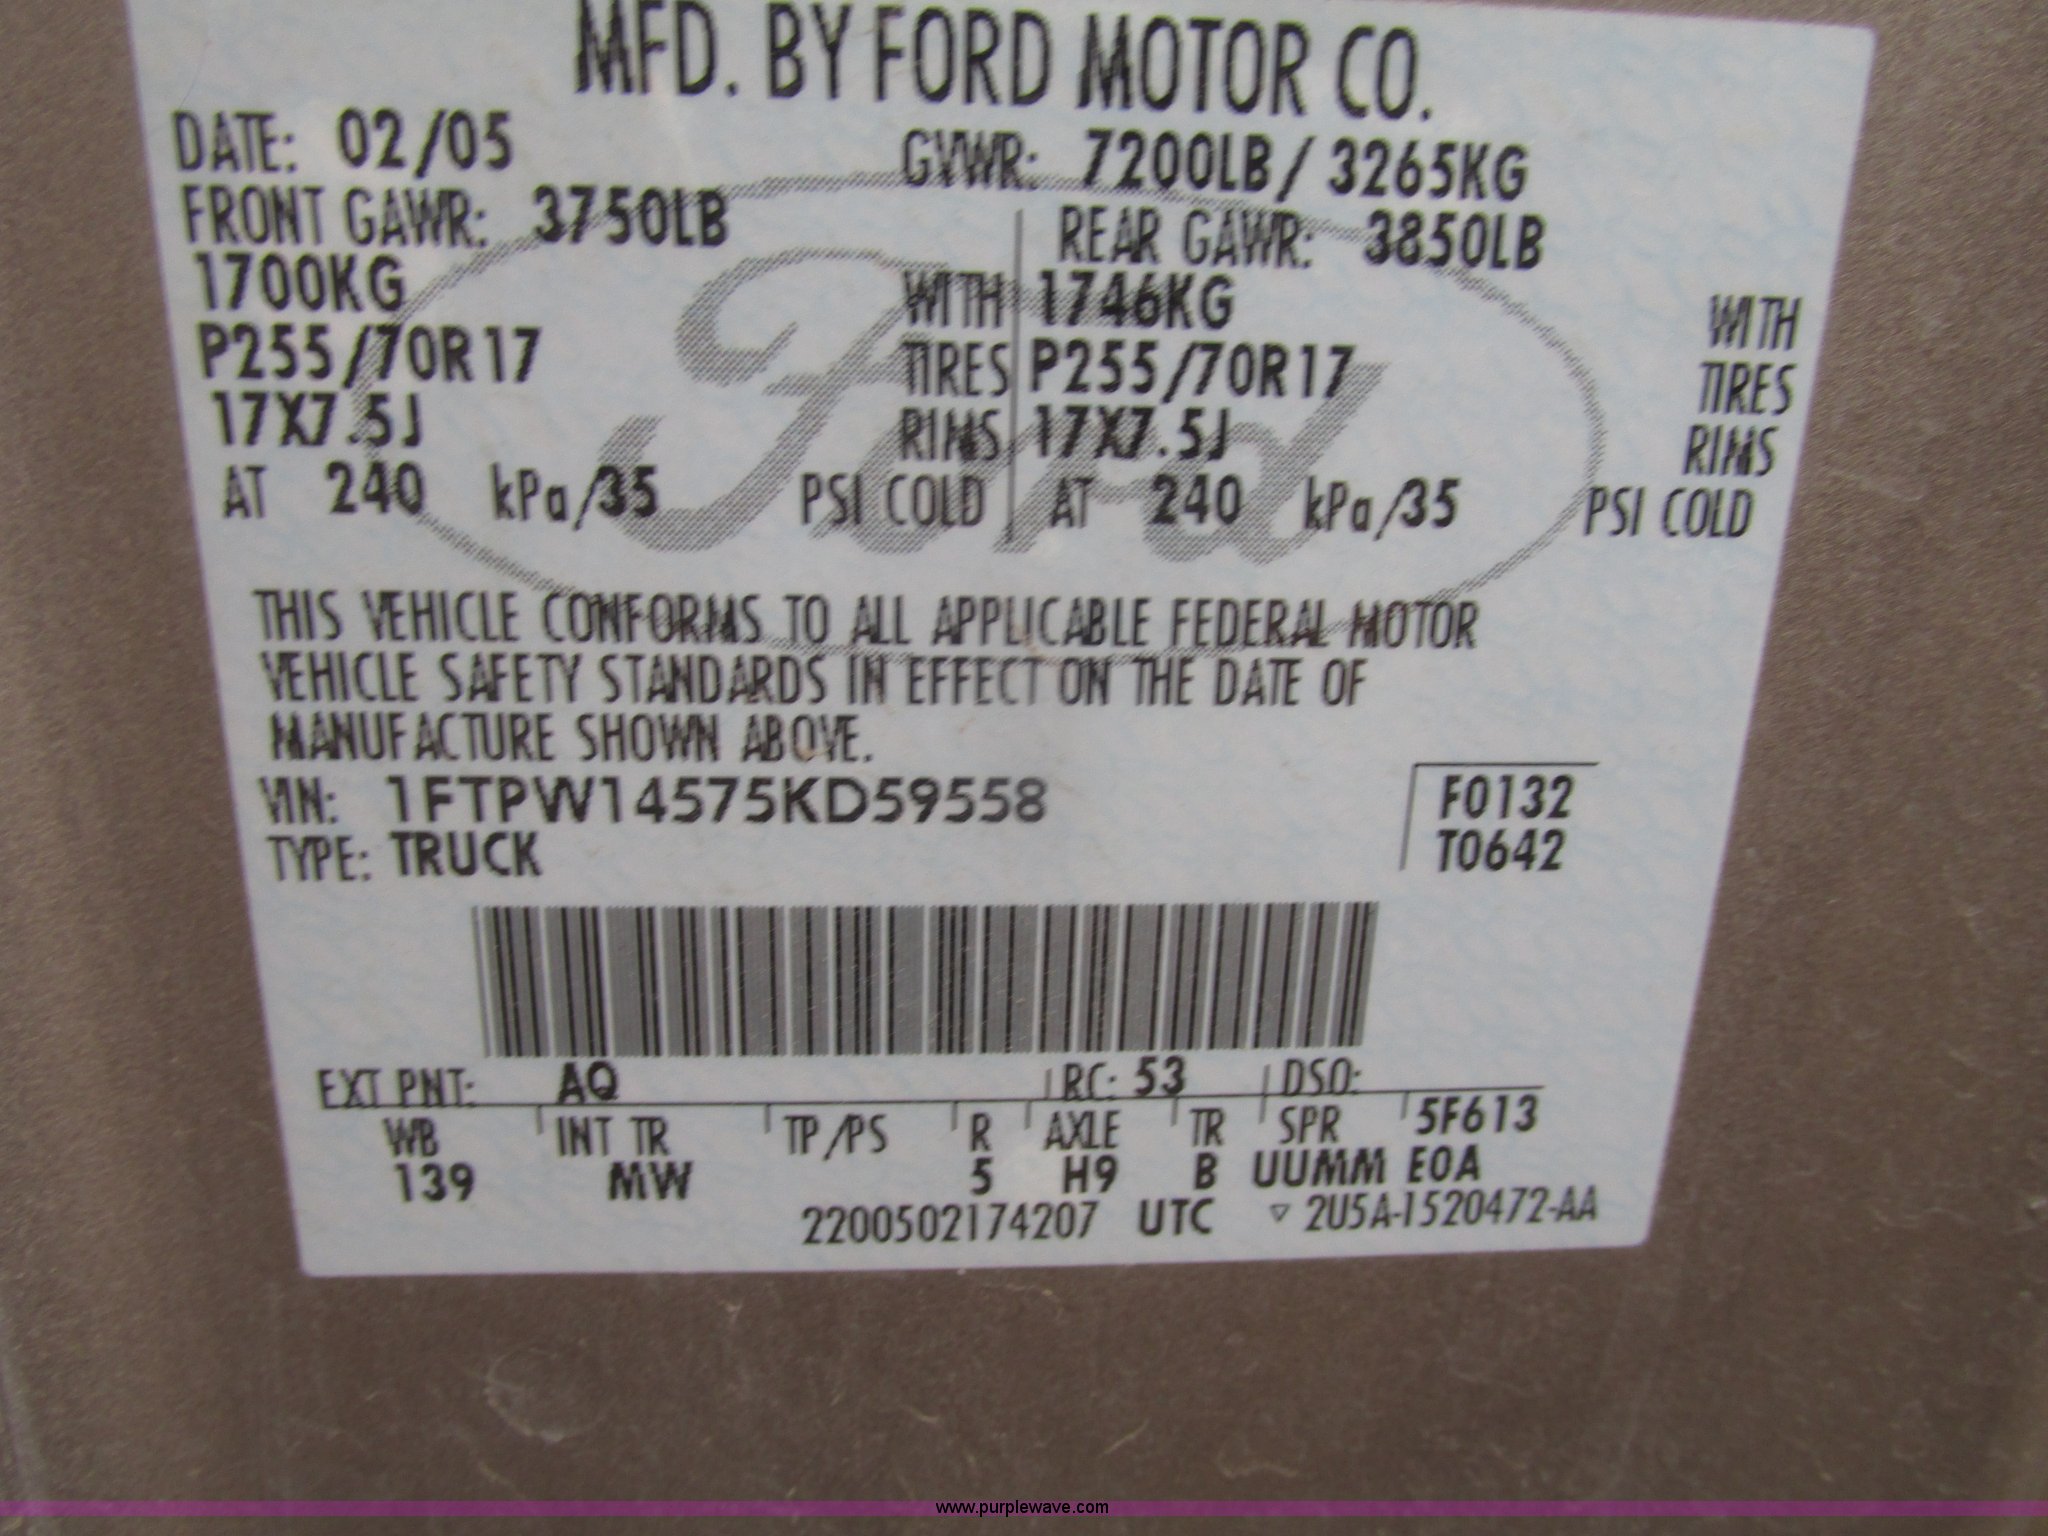 MFD. BY FORD MOTOR CO.
DATE: 02/05 GVWR: 7200LB / 3265KG
FRONT GAWR: 3750LB REAR GAWR: 3850LB
1700KG WITH 1746KG WITH
P255/70R17 TIRES P255/70R17 TIRES
17X7.5J RIMS 17X7.5J RIMS
AT 240 kPa/35 PSI COLD AT 240 kPa/35 PSI COLD
Ford
THIS VEHICLE CONFORMS TO ALL APPLICABLE FEDERAL MOTOR
VEHICLE SAFETY STANDARDS IN EFFECT ON THE DATE OF
MANUFACTURE SHOWN ABOVE.
VIN: 1FTPW14575KD59558 F0132
TYPE: TRUCK T0642
EXT PNT: AQ RC: 53 DSO:
WB INT TR TP/PS R AXLE TR SPR 5F613
139 MW 5 H9 B UUMM E0A
2200502174207 UTC ▽ 2U5A-1520472-AA
www.purplewave.com